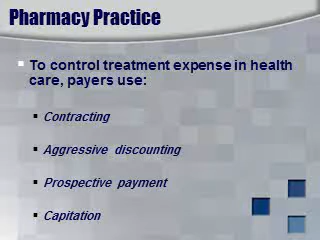 Pharmacy Practice
To control treatment expense in health
care, payers use:
Contracting
Aggressive discounting
Prospective payment
Capitation